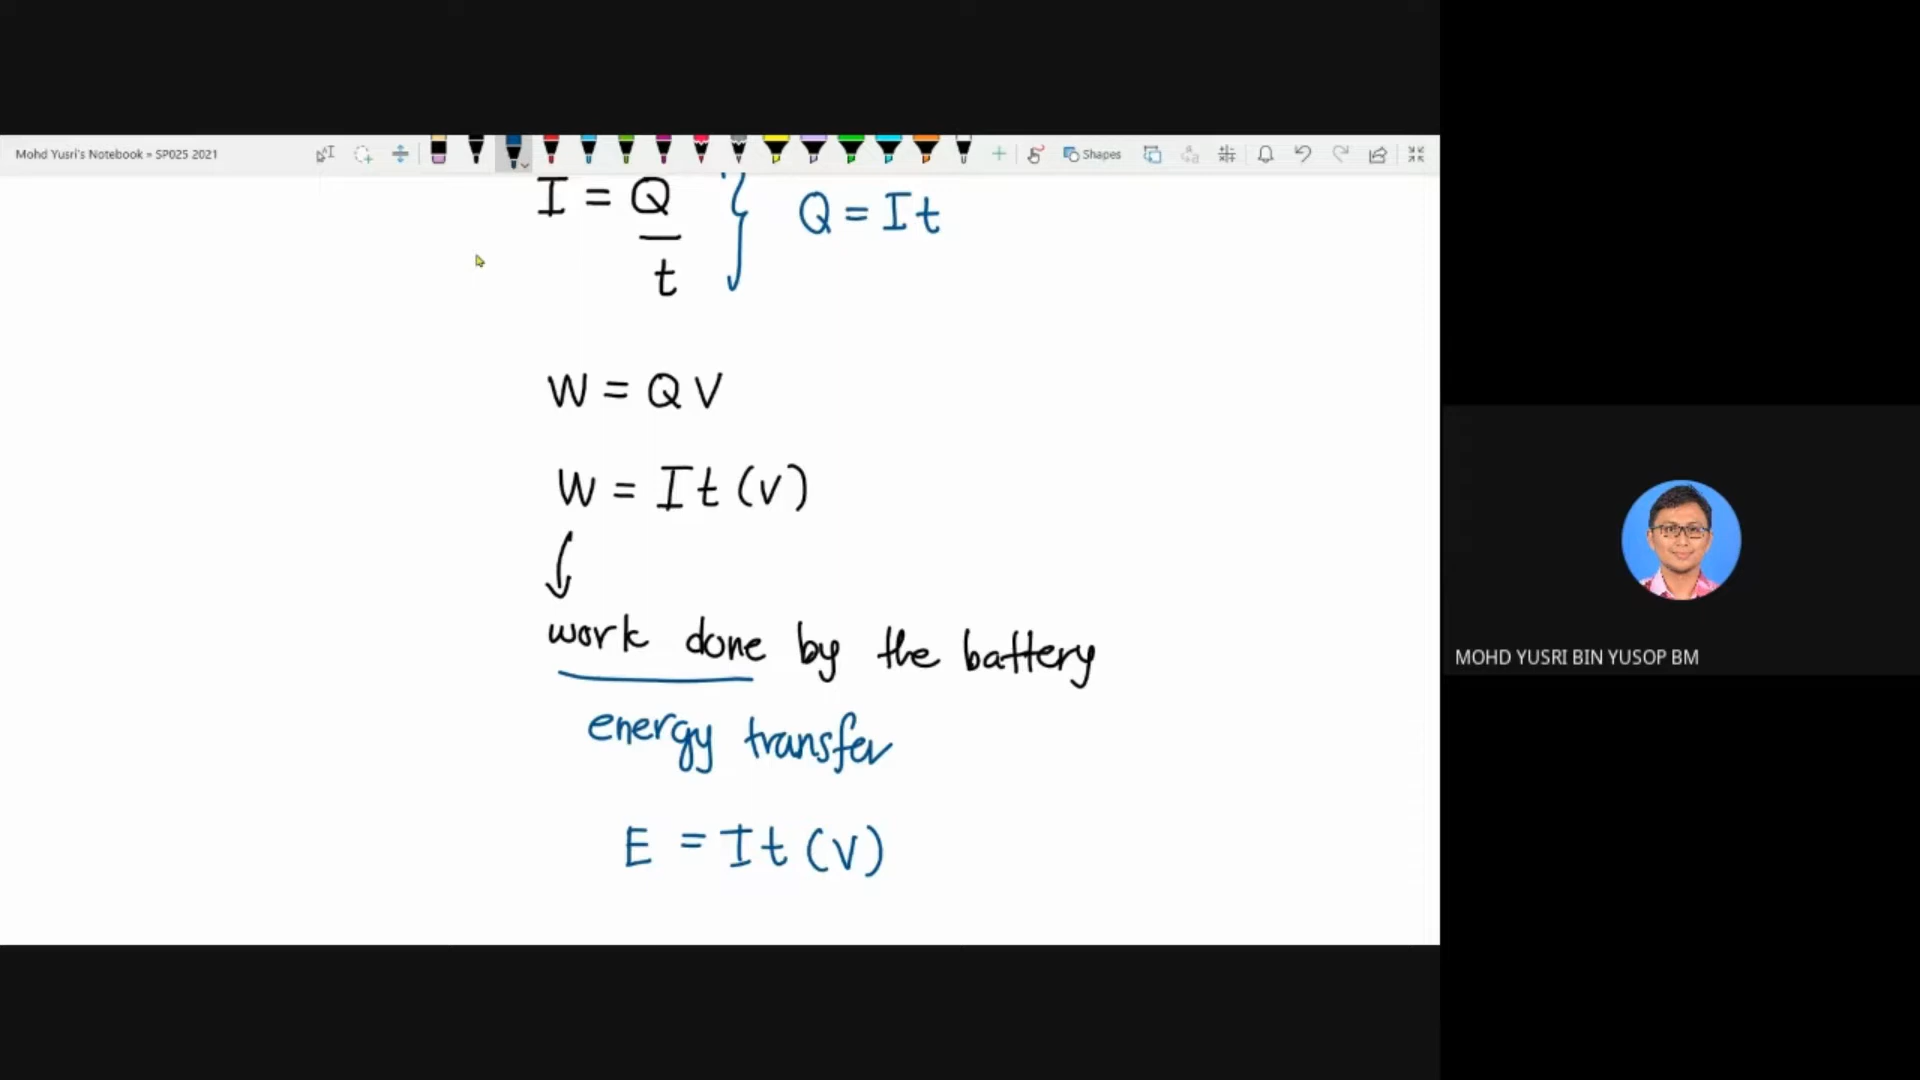 Mohd Yusri's Notebook » SP025 2021
Shapes
I = Q/t
Q = It
W = QV
W = It (V)
work done by the battery
energy transfer
E = It (V)
MOHD YUSRI BIN YUSOP BM